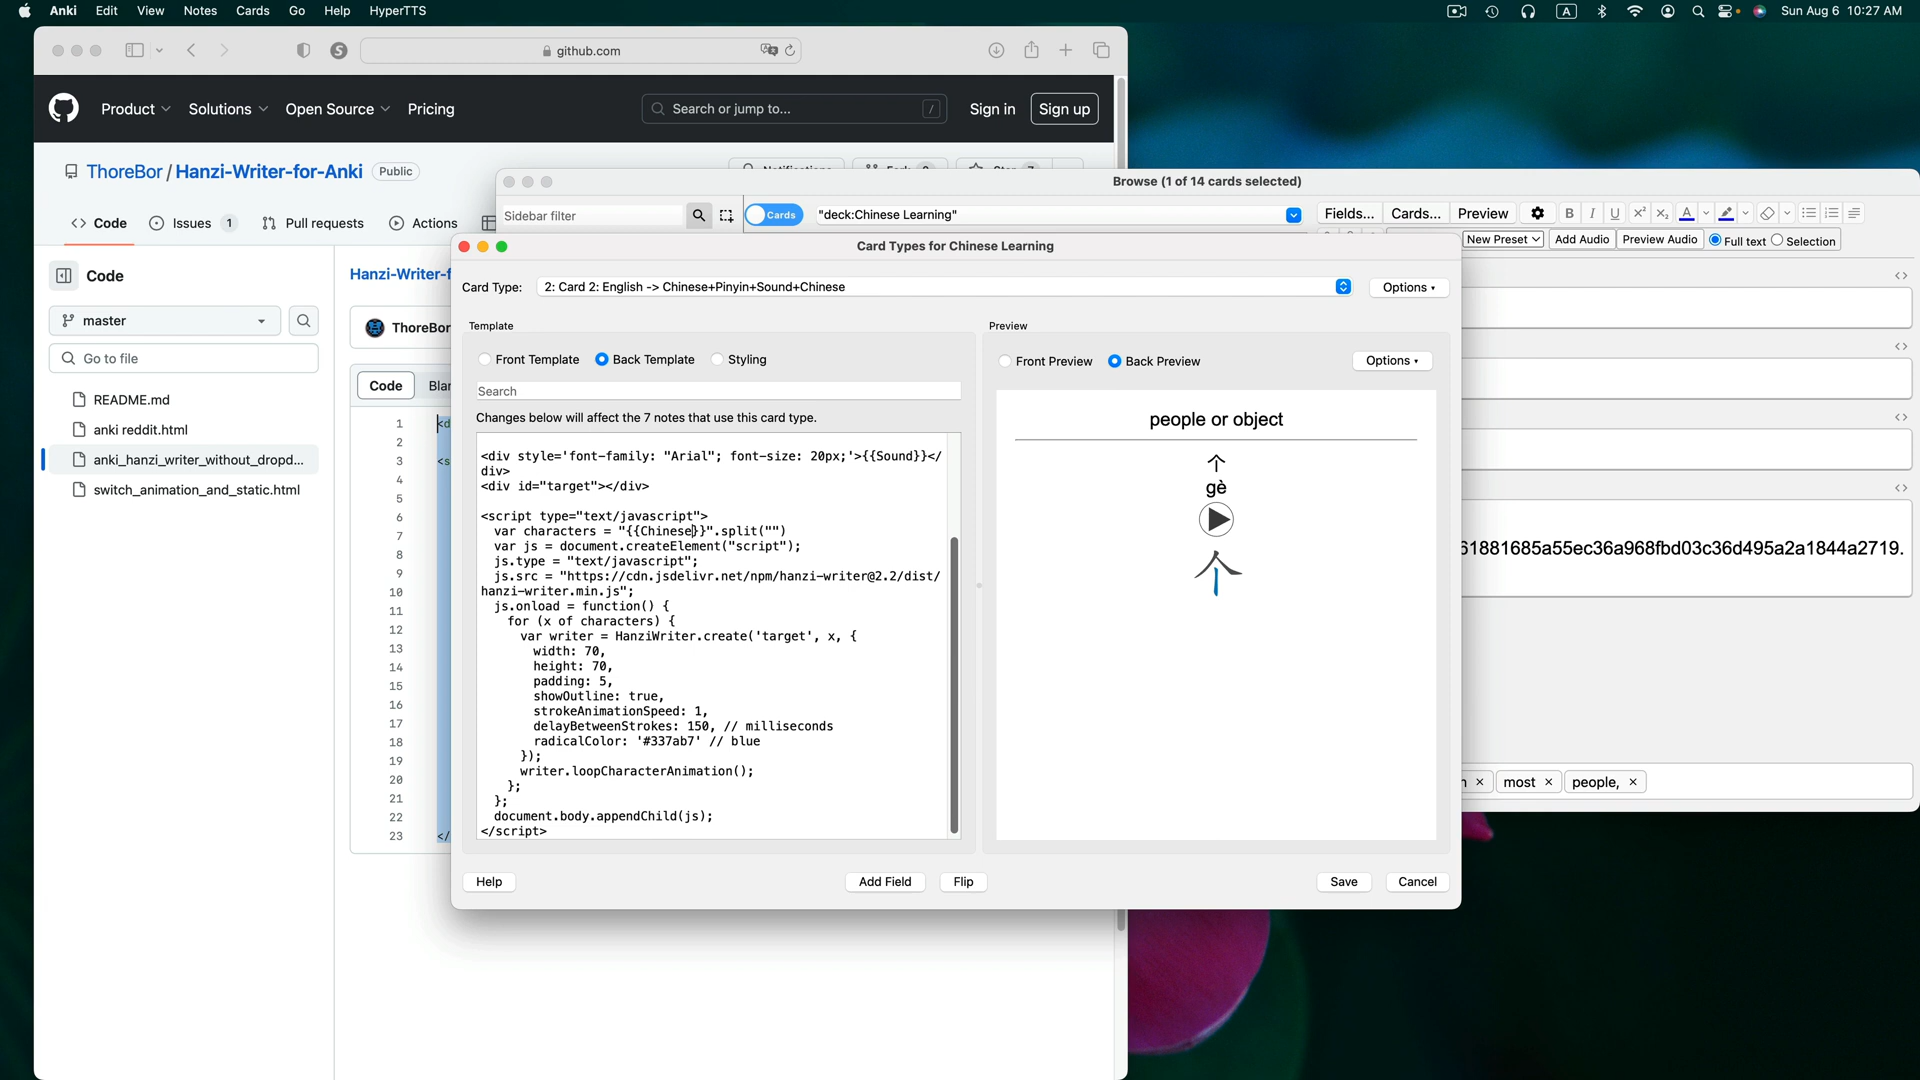 Anki Edit View Notes Cards Go Help HyperTTS
A Sun Aug 6 10:27 AM
github.com
Product Solutions Open Source Pricing Search or jump to... / Sign in Sign up
ThoreBor / Hanzi-Writer-for-Anki Public
Browse (1 of 14 cards selected)
Code Issues 1 Pull requests Actions
Sidebar filter Cards "deck:Chinese Learning" Fields... Cards... Preview B I U x² x₂ A
New Preset Add Audio Preview Audio Full text Selection
Card Types for Chinese Learning
Code
Hanzi-Writer-f
Card Type: 2: Card 2: English -> Chinese+Pinyin+Sound+Chinese Options
master
ThoreBor
Go to file
Code Blar
README.md
anki reddit.html
anki_hanzi_writer_without_dropd...
switch_animation_and_static.html
1
2
3
4
5
6
7
8
9
10
11
12
13
14
15
16
17
18
19
20
21
22
23
<d
<s
</
Template
Front Template Back Template Styling
Search
Changes below will affect the 7 notes that use this card type.
<div style='font-family: "Arial"; font-size: 20px;'>{{Sound}}</
div>
<div id="target"></div>
<script type="text/javascript">
var characters = "{{Chinese}}".split("")
var js = document.createElement("script");
js.type = "text/javascript";
js.src = "https://cdn.jsdelivr.net/npm/hanzi-writer@2.2/dist/
hanzi-writer.min.js";
js.onload = function() {
for (x of characters) {
var writer = HanziWriter.create('target', x, {
width: 70,
height: 70,
padding: 5,
showOutline: true,
strokeAnimationSpeed: 1,
delayBetweenStrokes: 150, // milliseconds
radicalColor: '#337ab7' // blue
});
writer.loopCharacterAnimation();
};
};
document.body.appendChild(js);
</script>
Preview
Front Preview Back Preview Options
people or object
个
gè
个
61881685a55ec36a968fbd03c36d495a2a1844a2719.
n × most × people, ×
Help Add Field Flip Save Cancel